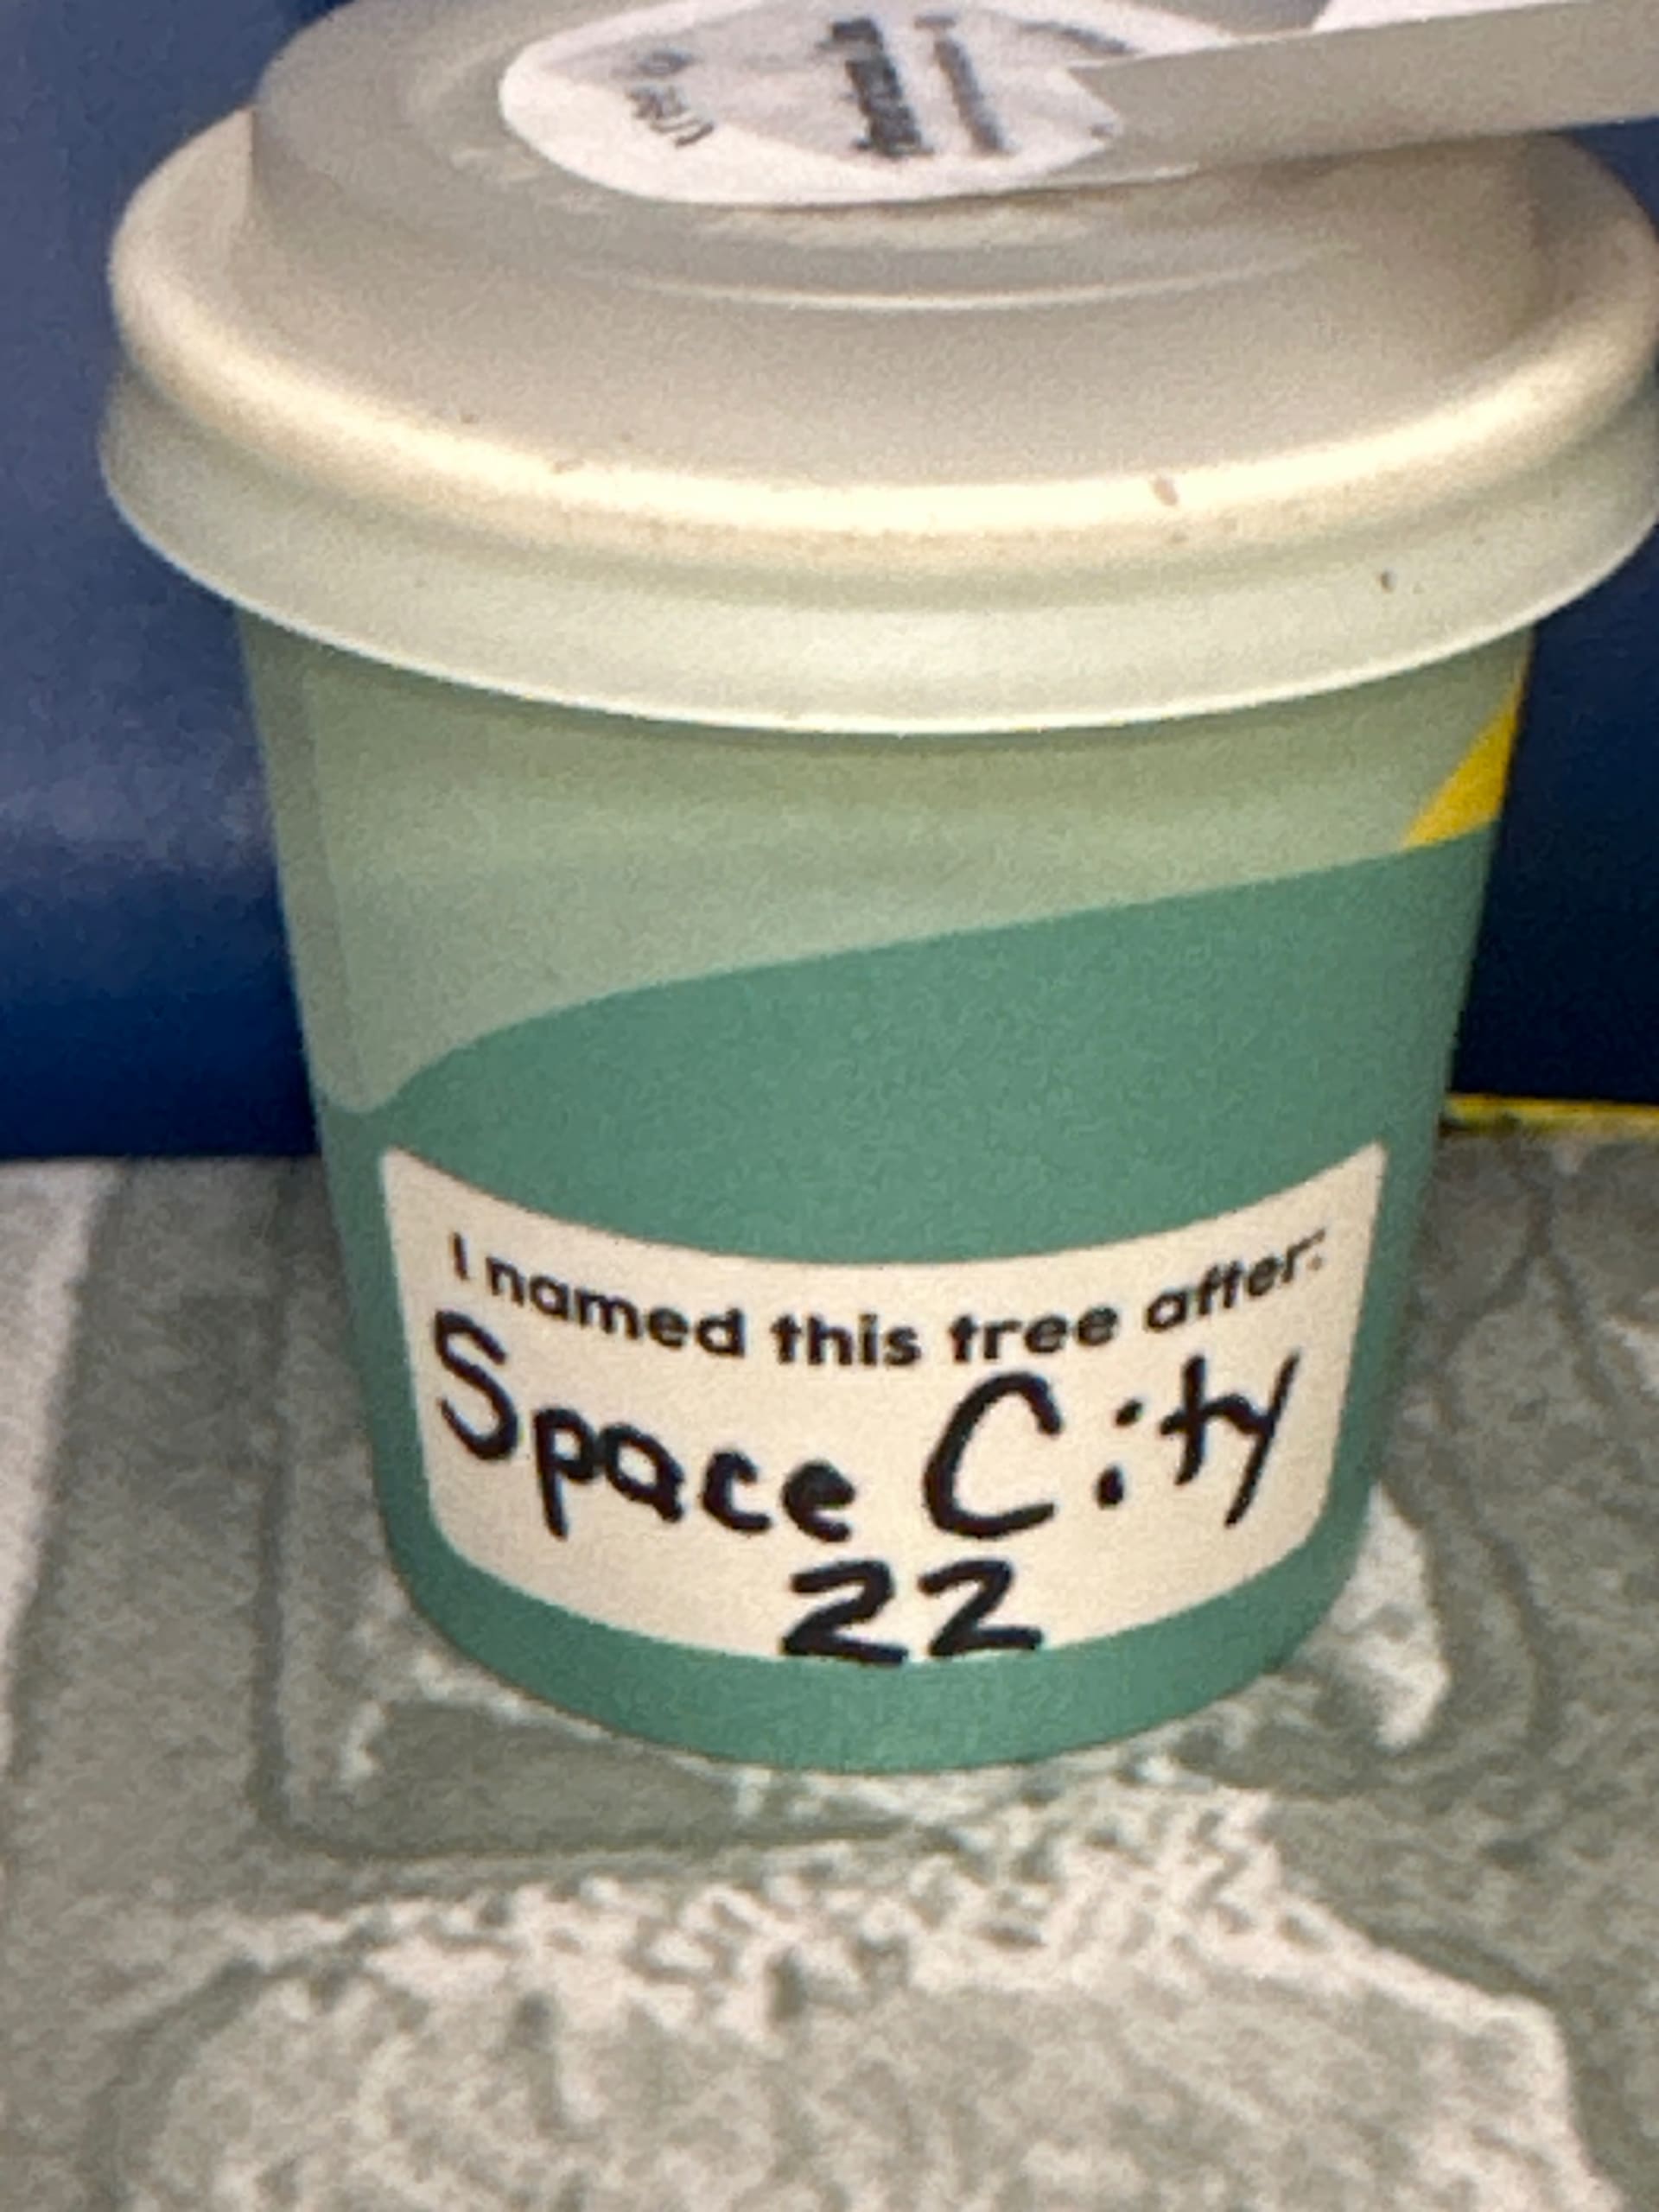 I named this tree after:
Space City
22